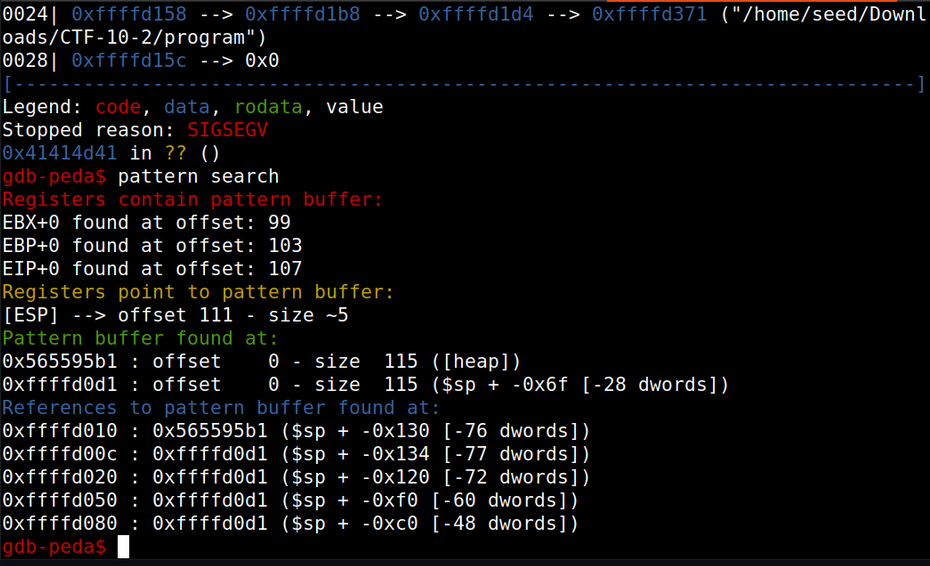 0024| 0xffffd158 --> 0xffffd1b8 --> 0xffffd1d4 --> 0xffffd371 ("/home/seed/Downl
oads/CTF-10-2/program")
0028| 0xffffd15c --> 0x0
[------------------------------------------------------------------------------]
Legend: code, data, rodata, value
Stopped reason: SIGSEGV
0x41414d41 in ?? ()
gdb-peda$ pattern search
Registers contain pattern buffer:
EBX+0 found at offset: 99
EBP+0 found at offset: 103
EIP+0 found at offset: 107
Registers point to pattern buffer:
[ESP] --> offset 111 - size ~5
Pattern buffer found at:
0x565595b1 : offset    0 - size  115 ([heap])
0xffffd0d1 : offset    0 - size  115 ($sp + -0x6f [-28 dwords])
References to pattern buffer found at:
0xffffd010 : 0x565595b1 ($sp + -0x130 [-76 dwords])
0xffffd00c : 0xffffd0d1 ($sp + -0x134 [-77 dwords])
0xffffd020 : 0xffffd0d1 ($sp + -0x120 [-72 dwords])
0xffffd050 : 0xffffd0d1 ($sp + -0xf0 [-60 dwords])
0xffffd080 : 0xffffd0d1 ($sp + -0xc0 [-48 dwords])
gdb-peda$